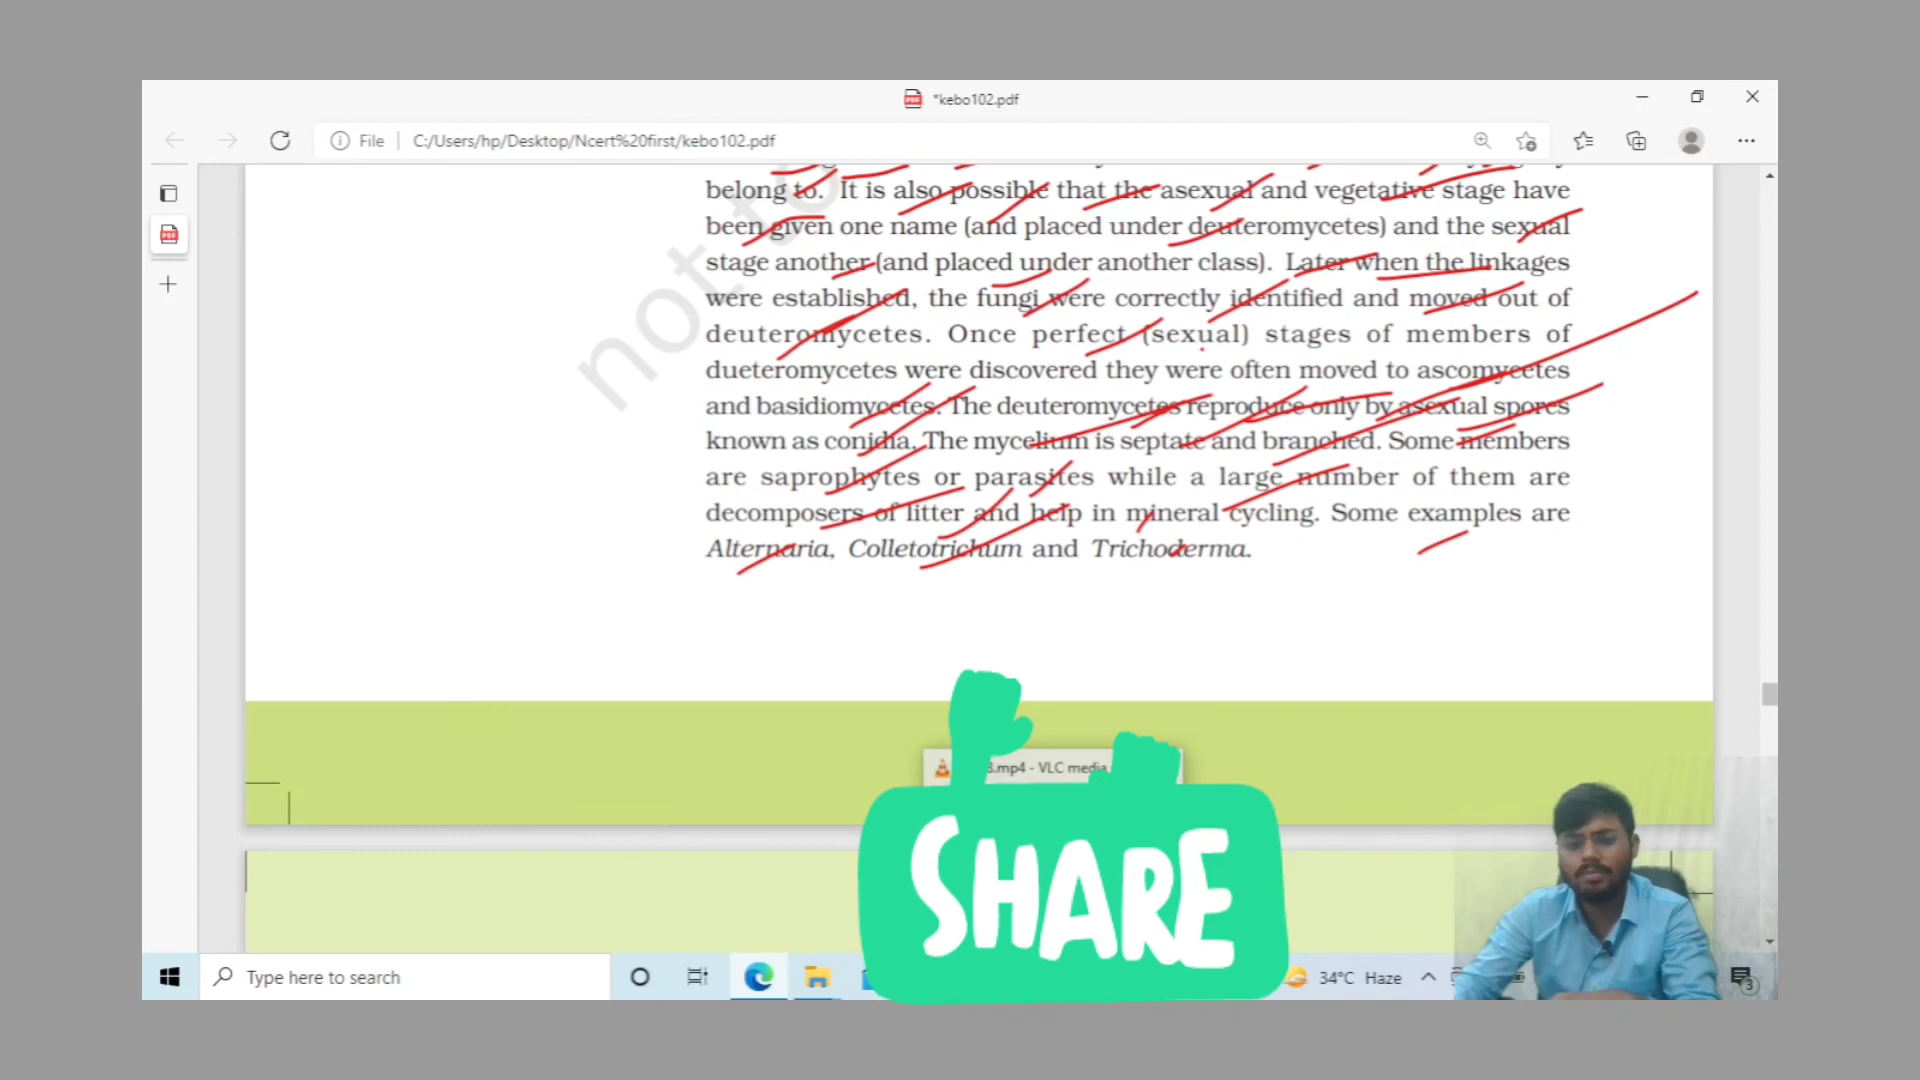 *kebo102.pdf
File | C:/Users/hp/Desktop/Ncert%20first/kebo102.pdf
belong to. It is also possible that the asexual and vegetative stage have
been given one name (and placed under deuteromycetes) and the sexual
stage another (and placed under another class). Later when the linkages
were established, the fungi were correctly identified and moved out of
deuteromycetes. Once perfect (sexual) stages of members of
dueteromycetes were discovered they were often moved to ascomycetes
and basidiomycetes. The deuteromycetes reproduce only by asexual spores
known as conidia. The mycelium is septate and branched. Some members
are saprophytes or parasites while a large number of them are
decomposers of litter and help in mineral cycling. Some examples are
Alternaria, Colletotrichum and Trichoderma.
not to
3.mp4 - VLC media
SHARE
Type here to search
34°C Haze
3